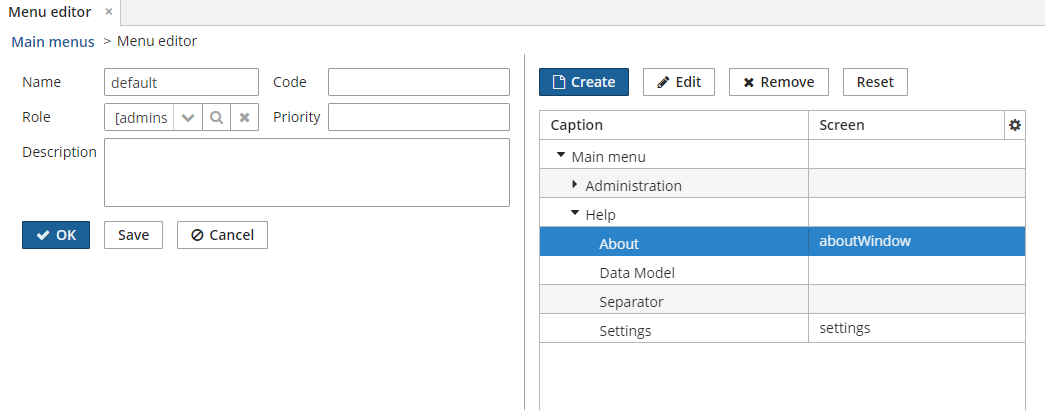 Menu editor ×
Main menus > Menu editor
Name default Code
Role [admins Priority
Description
OK Save Cancel
Create Edit Remove Reset
Caption Screen
Main menu
Administration
Help
About aboutWindow
Data Model
Separator
Settings settings